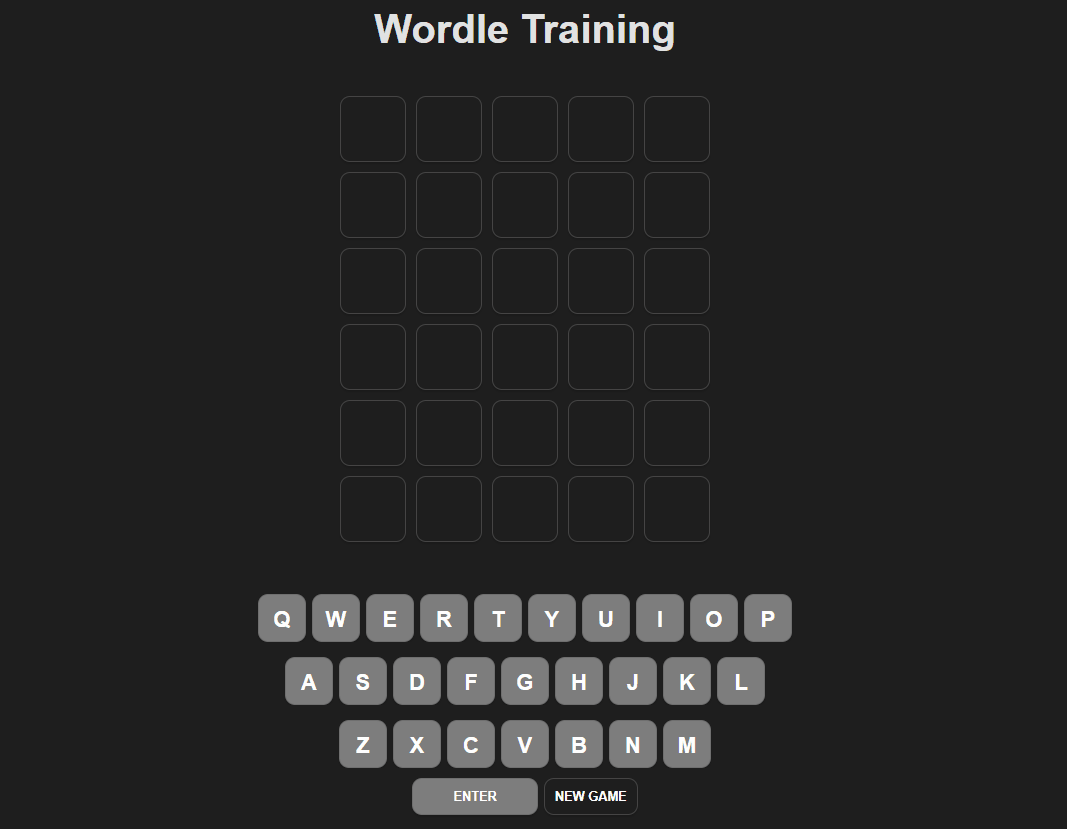 Wordle Training
Q W E R T Y U I O P
A S D F G H J K L
Z X C V B N M
ENTER NEW GAME